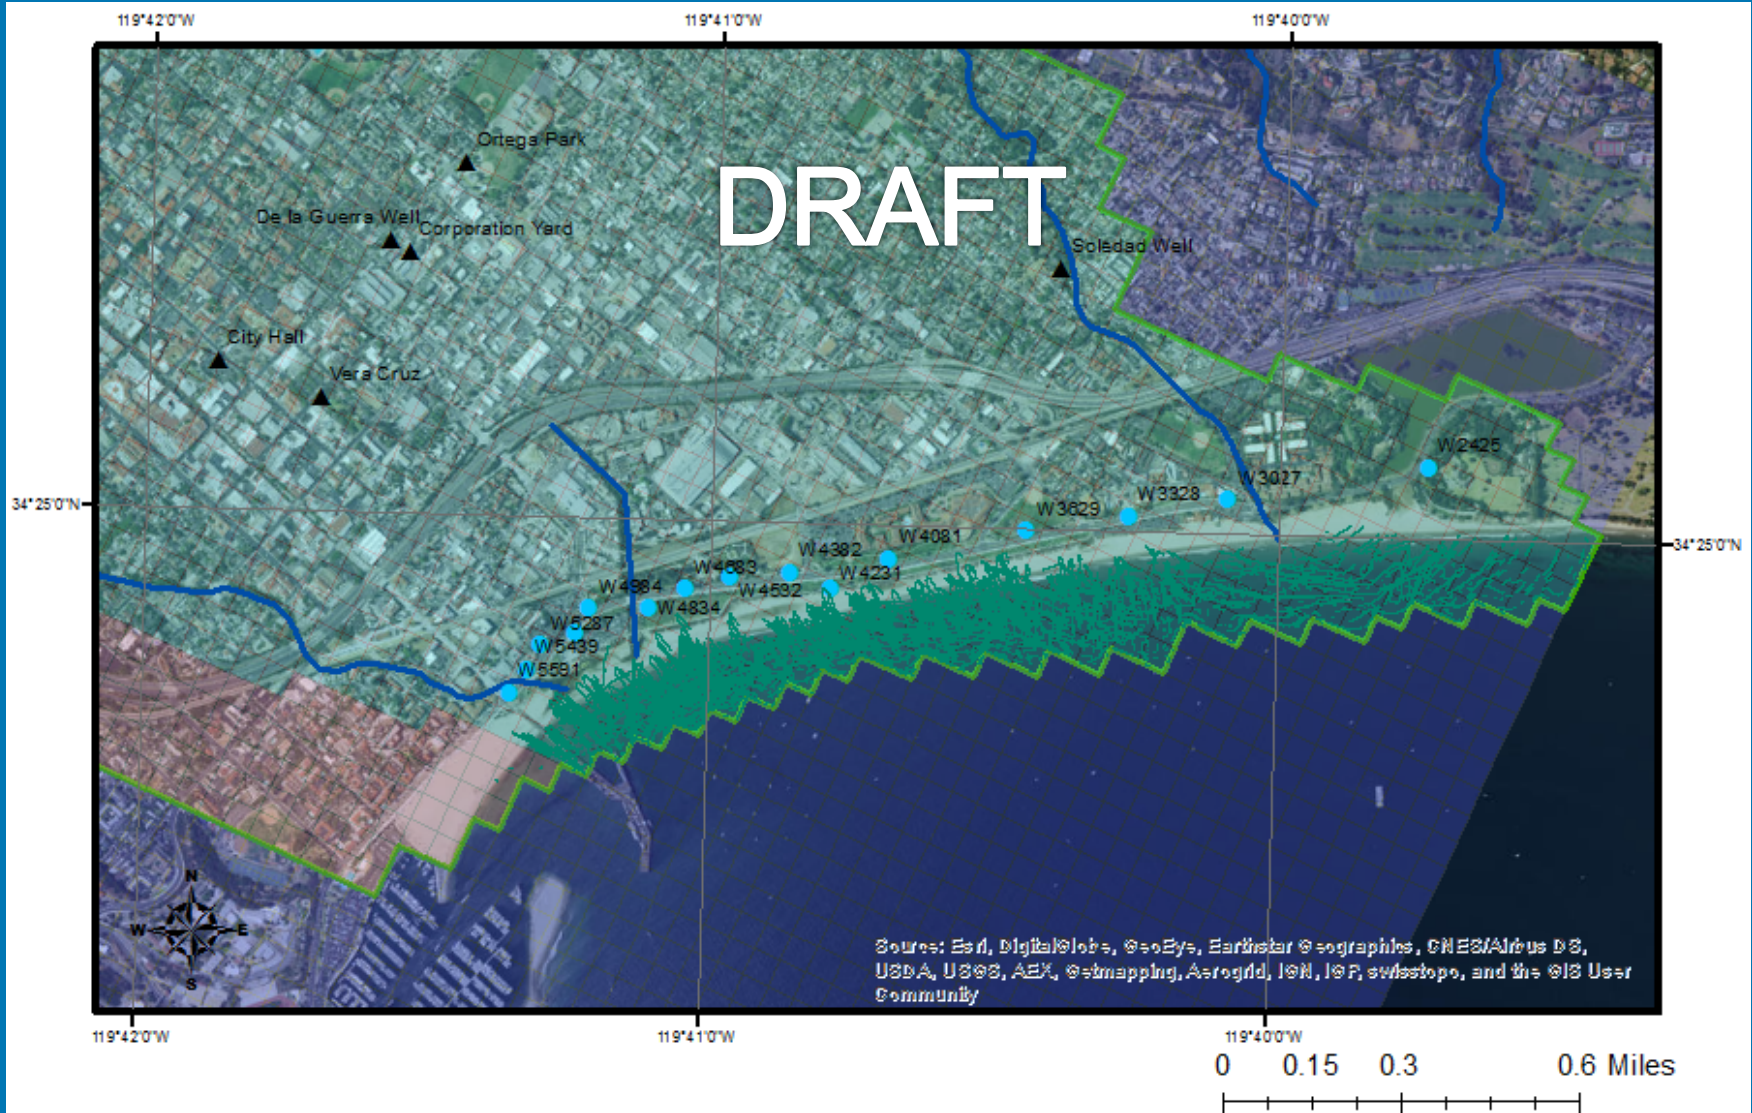 119°42'0"W 119°41'0"W 119°40'0"W
Ortega Park
DRAFT
De la Guerra Well
Corporation Yard
Soledad Well
City Hall
Vera Cruz
W2425
W3027
34°25'0"N
W3328
W3629
W4081
34°25'0"N
W4382
W4683
W4231
W4984
W4532
W4834
W5287
W5439
W5591
N
W E
S
Source: Esri, DigitalGlobe, GeoEye, Earthstar Geographics, CNES/Airbus DS,
USDA, USGS, AEX, Getmapping, Aerogrid, IGN, IGP, swisstopo, and the GIS User
Community
119°42'0"W 119°41'0"W 119°40'0"W
0 0.15 0.3 0.6 Miles